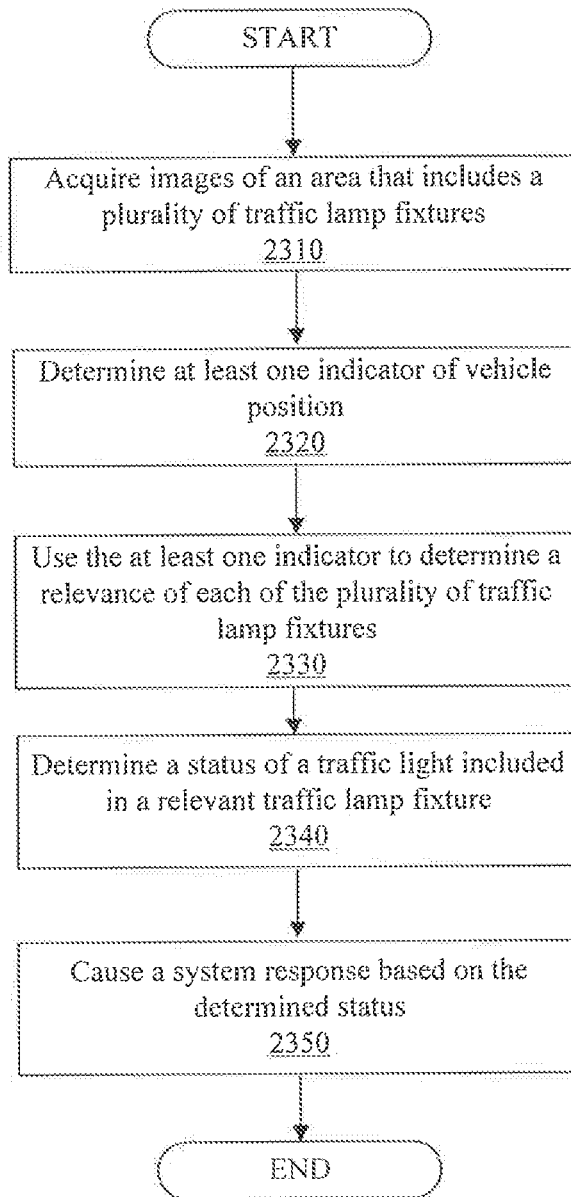 START
Acquire images of an area that includes a
plurality of traffic lamp fixtures
2310
Determine at least one indicator of vehicle
position
2320
Use the at least one indicator to determine a
relevance of each of the plurality of traffic
lamp fixtures
2330
Determine a status of a traffic light included
in a relevant traffic lamp fixture
2340
Cause a system response based on the
determined status
2350
END